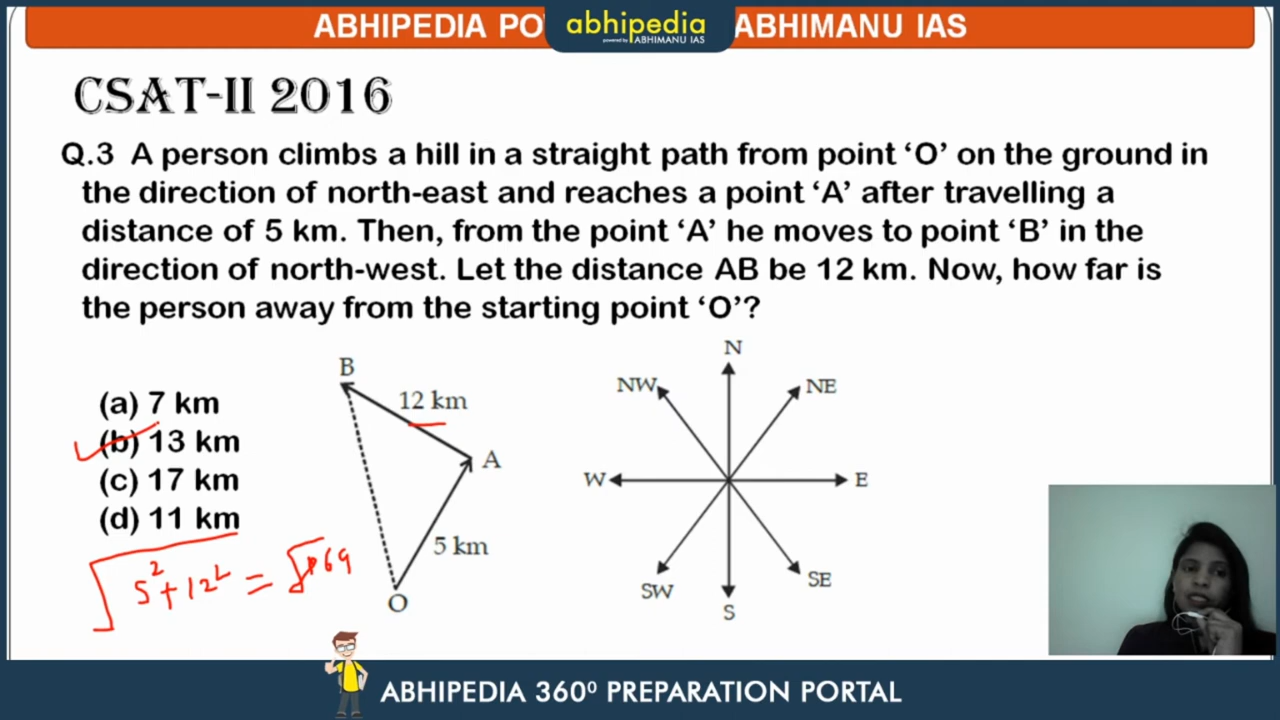 ABHIPEDIA PO
abhipedia
powered by ABHIMANU IAS
ABHIMANU IAS
CSAT-II 2016
Q.3 A person climbs a hill in a straight path from point ‘O’ on the ground in
the direction of north-east and reaches a point ‘A’ after travelling a
distance of 5 km. Then, from the point ‘A’ he moves to point ‘B’ in the
direction of north-west. Let the distance AB be 12 km. Now, how far is
the person away from the starting point ‘O’?
(a) 7 km
(b) 13 km
(c) 17 km
(d) 11 km
√5²+12² = √169
B
12 km
A
5 km
O
N
NW
NE
W
E
SW
SE
S
ABHIPEDIA 360⁰ PREPARATION PORTAL